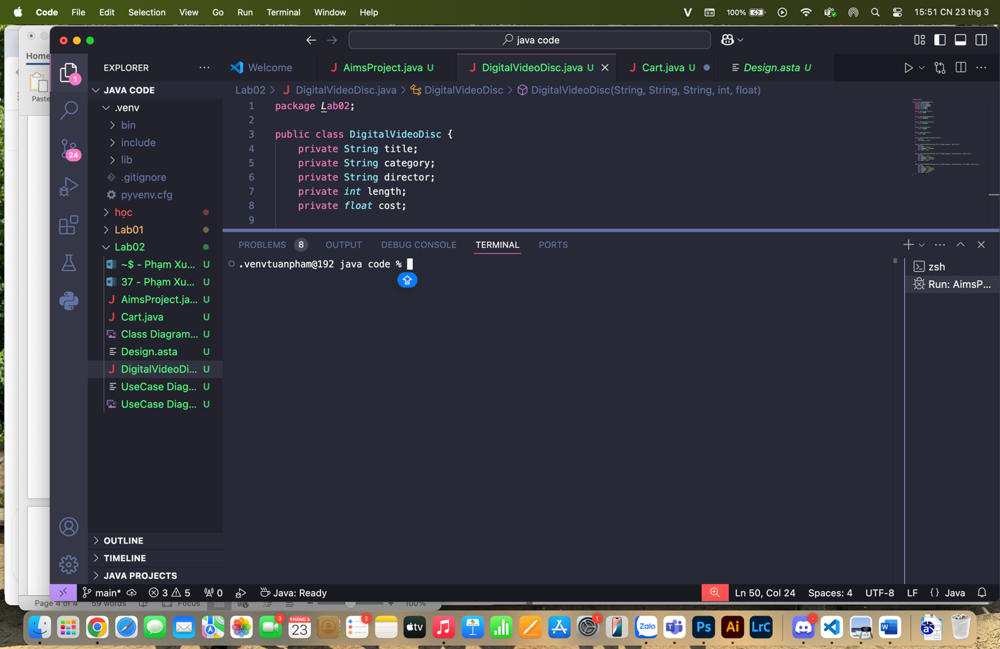 Code File Edit Selection View Go Run Terminal Window Help
V 100% 15:51 CN 23 thg 3
Home
Paste
java code
EXPLORER
Welcome
AimsProject.java U
DigitalVideoDisc.java U
Cart.java U
Design.asta U
JAVA CODE
.venv
bin
include
lib
.gitignore
pyvenv.cfg
học
Lab01
Lab02
~$ - Phạm Xu... U
37 - Phạm Xu... U
AimsProject.ja... U
Cart.java U
Class Diagram... U
Design.asta U
DigitalVideoDi... U
UseCase Diag... U
UseCase Diag... U
OUTLINE
TIMELINE
JAVA PROJECTS
1
24
Lab02 > DigitalVideoDisc.java > DigitalVideoDisc > DigitalVideoDisc(String, String, String, int, float)
1 package Lab02;
2
3 public class DigitalVideoDisc {
4 private String title;
5 private String category;
6 private String director;
7 private int length;
8 private float cost;
9
PROBLEMS 8 OUTPUT DEBUG CONSOLE TERMINAL PORTS
.venvtuanpham@192 java code %
zsh
Run: AimsP...
main* 3 5 0 Java: Ready
Ln 50, Col 24 Spaces: 4 UTF-8 LF {} Java
Page 4 of 4 59 words Focus 100%
3
THÁNG 3
23
2
tv
1
Zalo
Ps
Ai
LrC
W